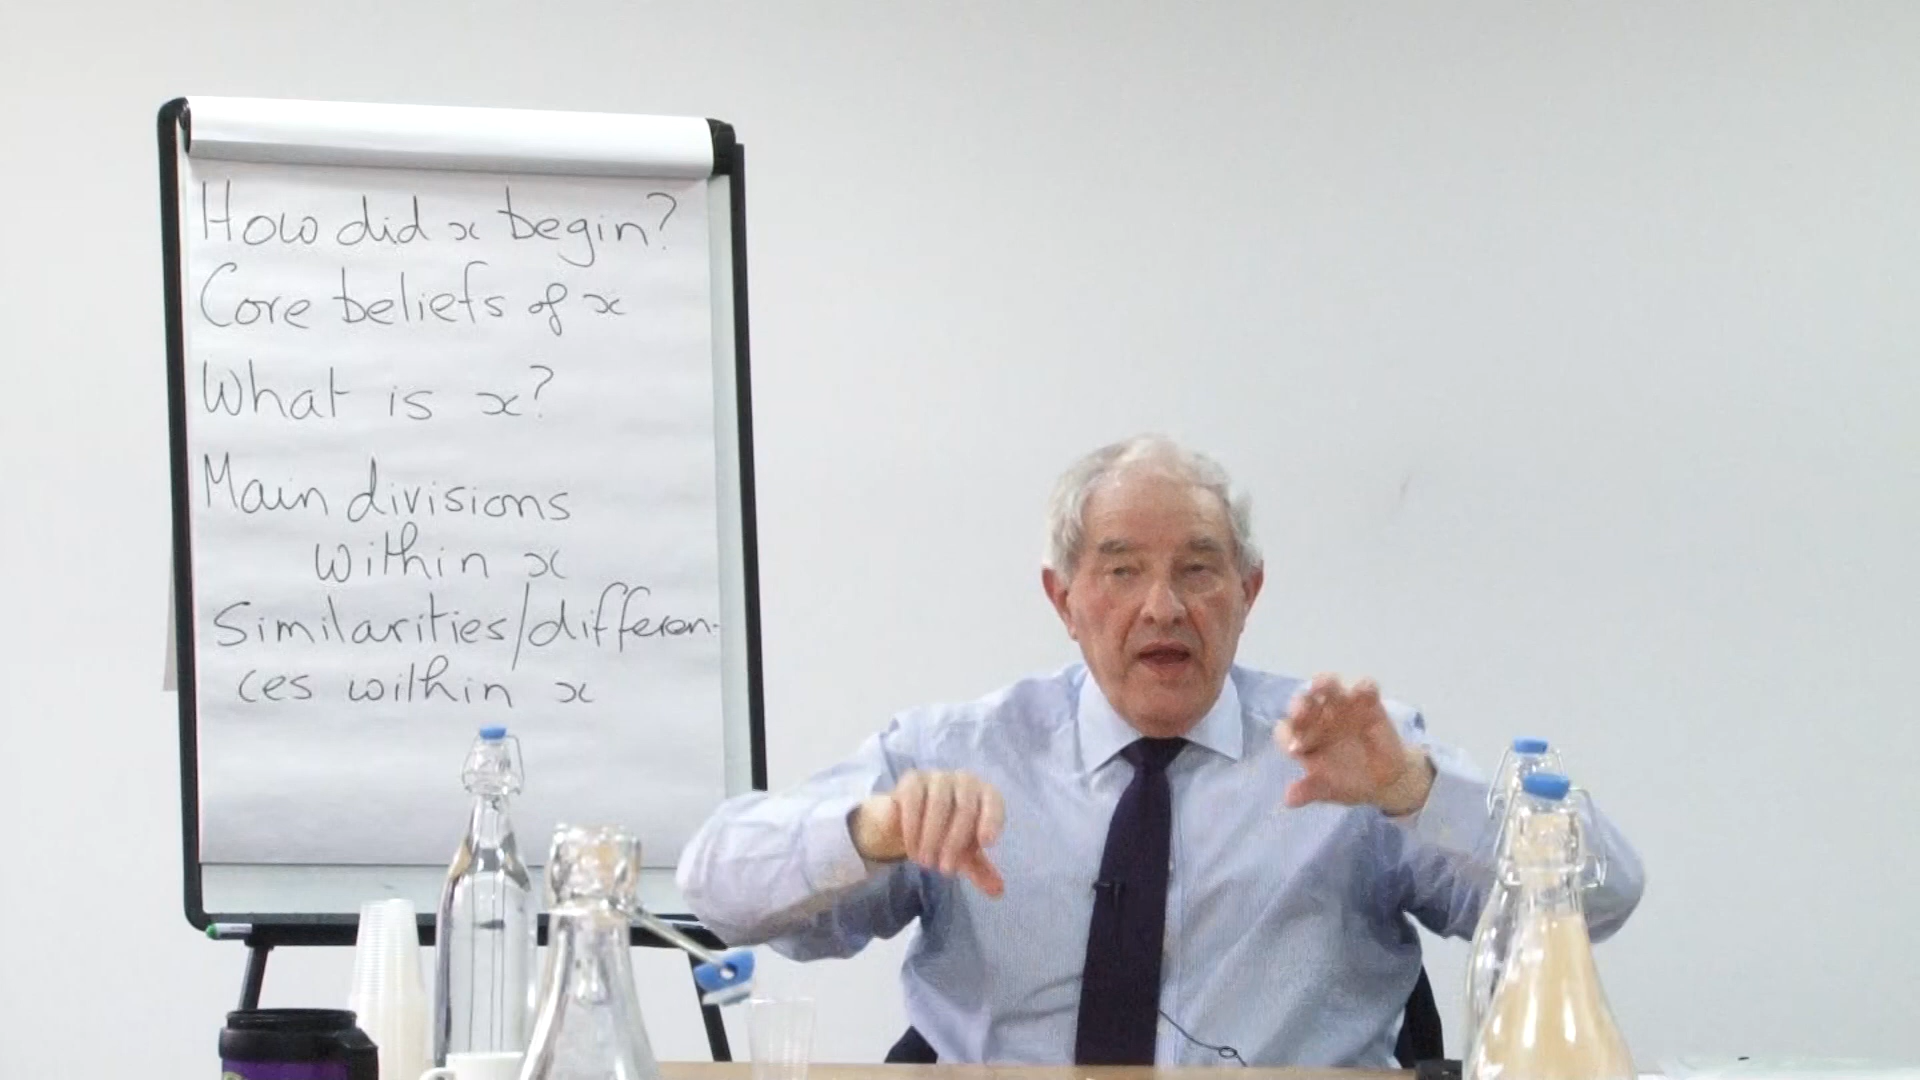 How did x begin?
Core beliefs of x
What is x?
Main divisions
within x
Similarities/differen-
ces within x